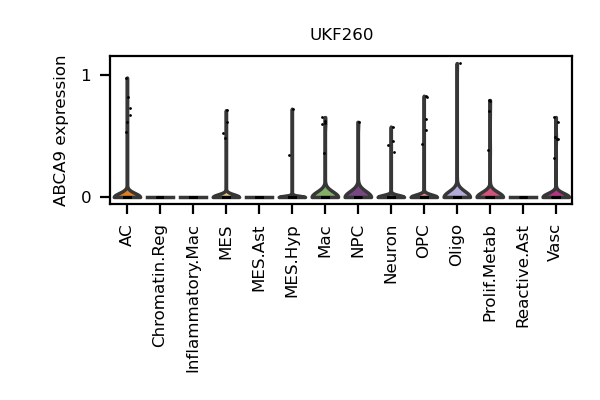 UKF260
ABCA9 expression
1
0
AC
Chromatin.Reg
Inflammatory.Mac
MES
MES.Ast
MES.Hyp
Mac
NPC
Neuron
OPC
Oligo
Prolif.Metab
Reactive.Ast
Vasc